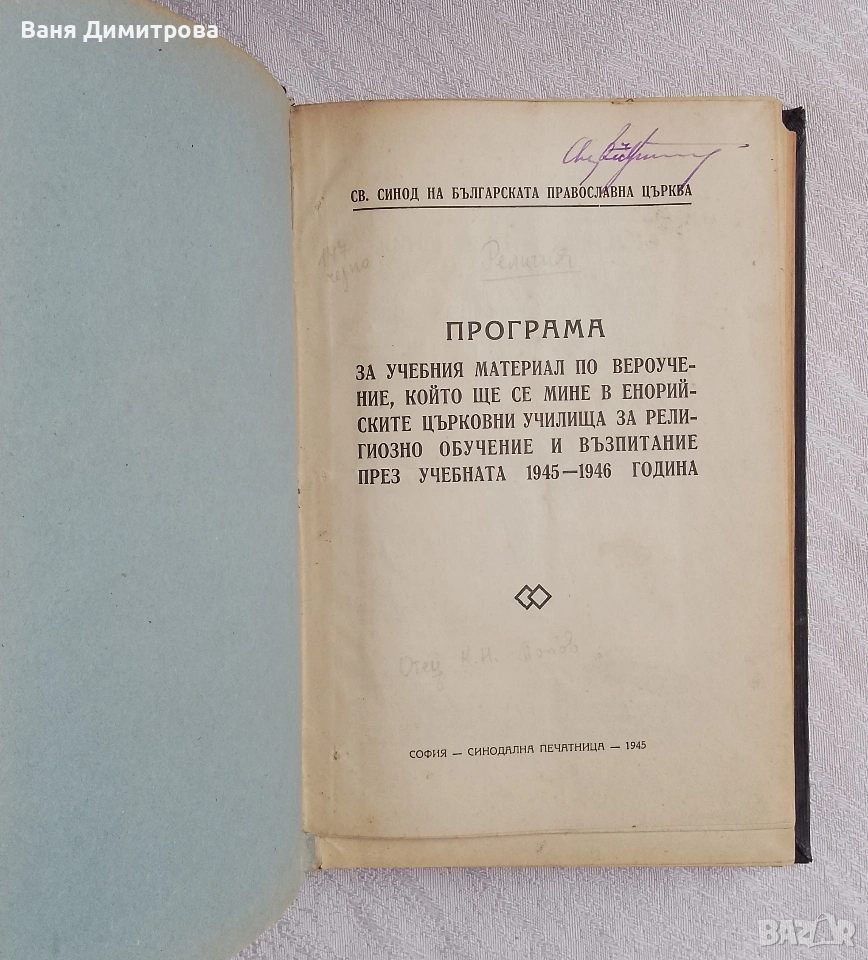 Ваня Димитрова
СВ. СИНОД НА БЪЛГАРСКАТА ПРАВОСЛАВНА ЦЪРКВА
Религия
ПРОГРАМА
ЗА УЧЕБНИЯ МАТЕРИАЛ ПО ВЕРОУЧЕ-
НИЕ, КОЙТО ЩЕ СЕ МИНЕ В ЕНОРИЙ-
СКИТЕ ЦЪРКОВНИ УЧИЛИЩА ЗА РЕЛИ-
ГИОЗНО ОБУЧЕНИЕ И ВЪЗПИТАНИЕ
ПРЕЗ УЧЕБНАТА 1945—1946 ГОДИНА
Отец К. Н. Попов
СОФИЯ — СИНОДАЛНА ПЕЧАТНИЦА — 1945
BAZAR